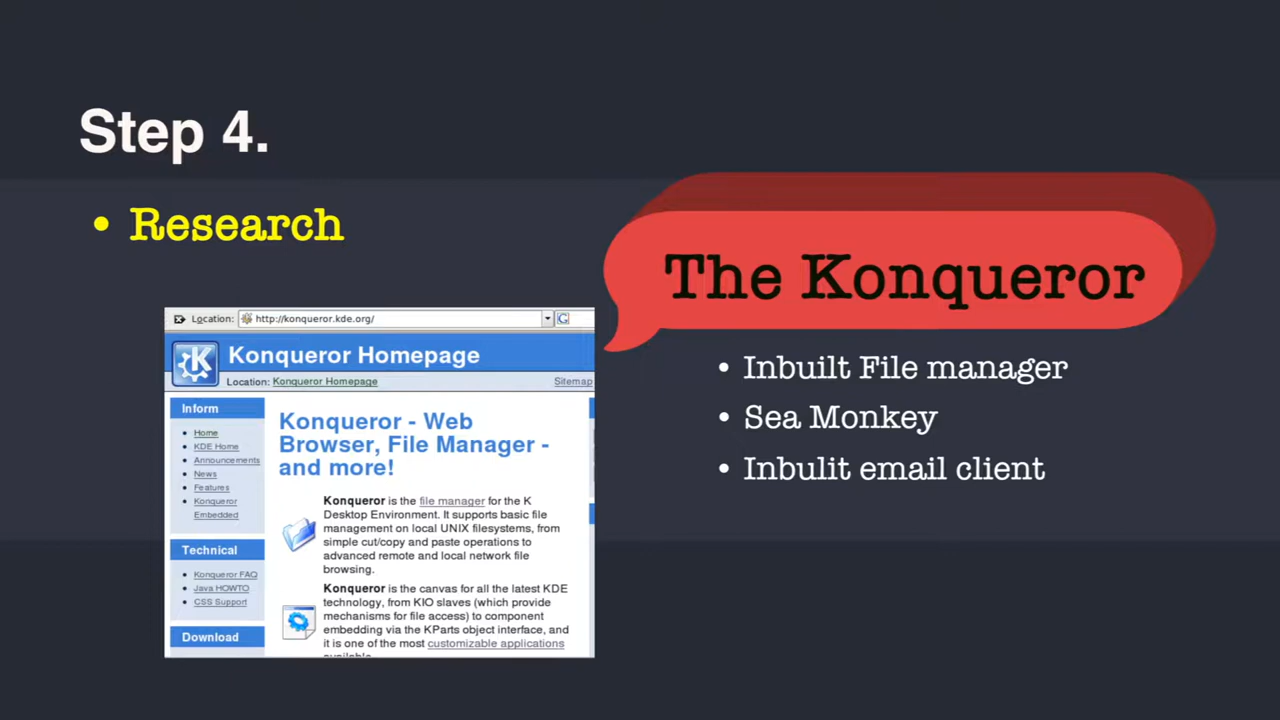 Step 4.
• Research
The Konqueror
• Inbuilt File manager
• Sea Monkey
• Inbulit email client
Location: http://konqueror.kde.org/
Konqueror Homepage
Location: Konqueror Homepage
Sitemap
Inform
• Home
• KDE Home
• Announcements
• News
• Features
• Konqueror
Embedded
Technical
• Konqueror FAQ
• Java HOWTO
• CSS Support
Download
Konqueror - Web
Browser, File Manager -
and more!
Konqueror is the file manager for the K
Desktop Environment. It supports basic file
management on local UNIX filesystems, from
simple cut/copy and paste operations to
advanced remote and local network file
browsing.
Konqueror is the canvas for all the latest KDE
technology, from KIO slaves (which provide
mechanisms for file access) to component
embedding via the KParts object interface, and
it is one of the most customizable applications